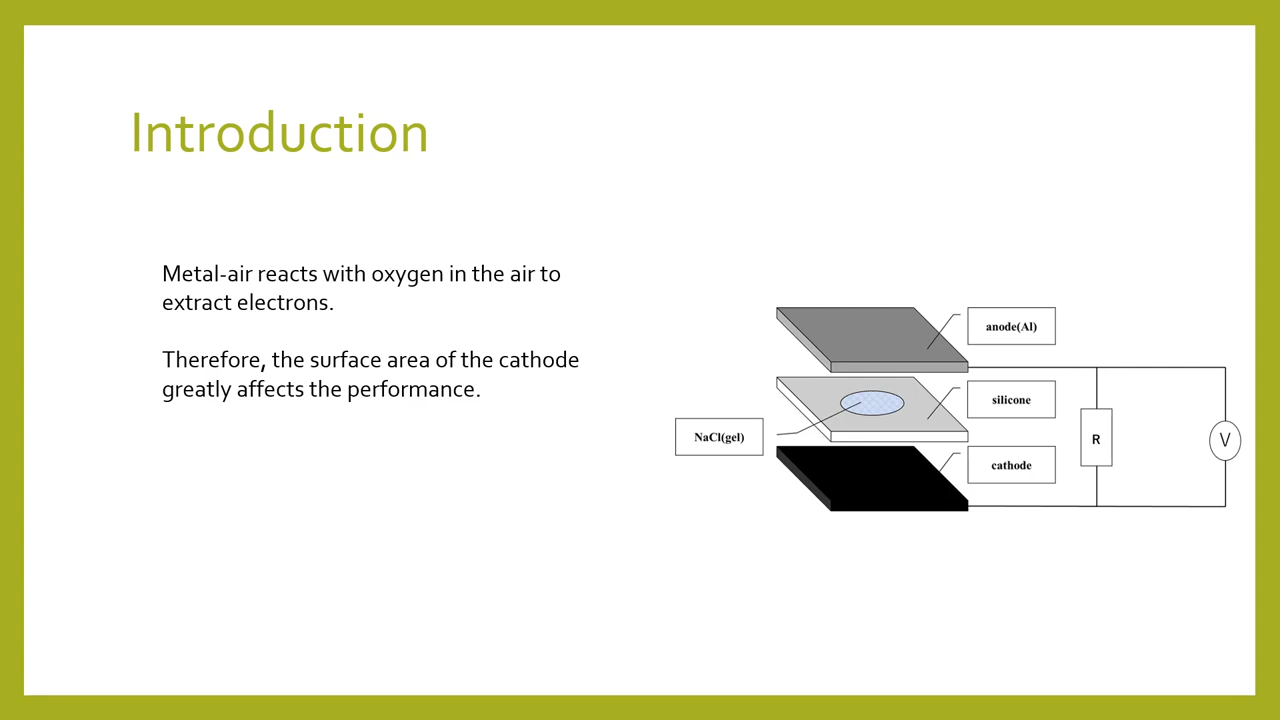 Introduction
Metal-air reacts with oxygen in the air to
extract electrons.
Therefore, the surface area of the cathode
greatly affects the performance.
anode(Al)
silicone
NaCl(gel)
cathode
R
V